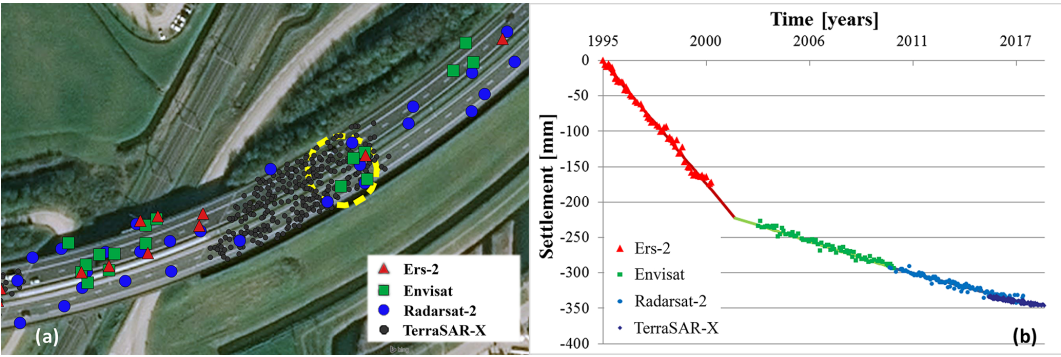 Ers-2
Envisat
Radarsat-2
TerraSAR-X
(a)
Time [years]
1995 2000 2006 2011 2017
Settlement [mm]
0
-50
-100
-150
-200
-250
-300
-350
-400
Ers-2
Envisat
Radarsat-2
TerraSAR-X
(b)